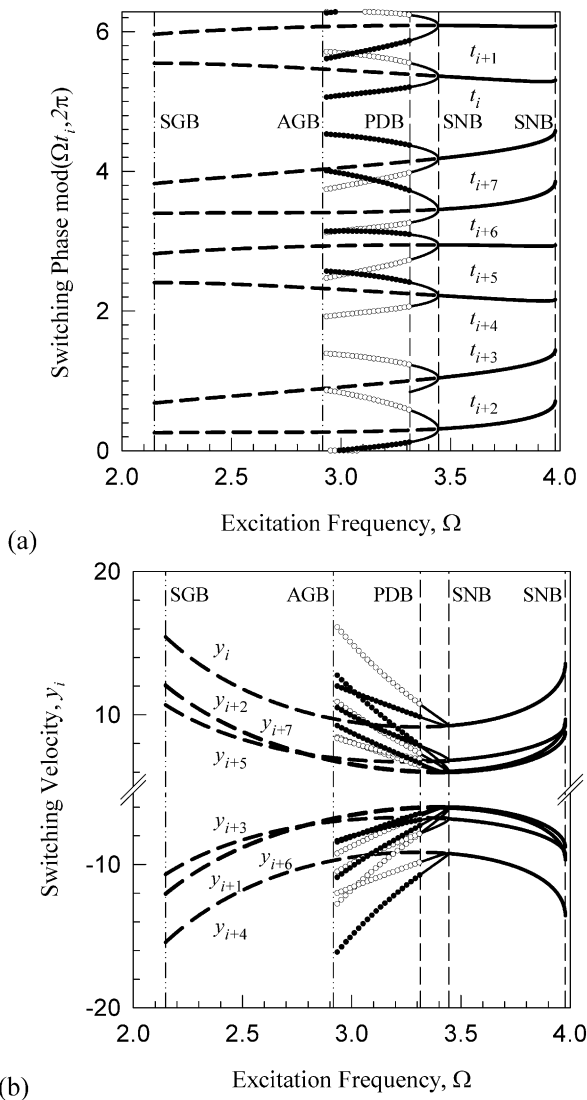 6
4
2
0
Switching Phase mod(Ωt_i,2π)
SGB AGB PDB SNB SNB
t_{i+1}
t_i
t_{i+7}
t_{i+6}
t_{i+5}
t_{i+4}
t_{i+3}
t_{i+2}
2.0 2.5 3.0 3.5 4.0
Excitation Frequency, Ω
(a)
20
10
-10
-20
Switching Velocity, y_i
SGB AGB PDB SNB SNB
y_i
y_{i+2}
y_{i+7}
y_{i+5}
y_{i+3}
y_{i+6}
y_{i+1}
y_{i+4}
2.0 2.5 3.0 3.5 4.0
Excitation Frequency, Ω
(b)